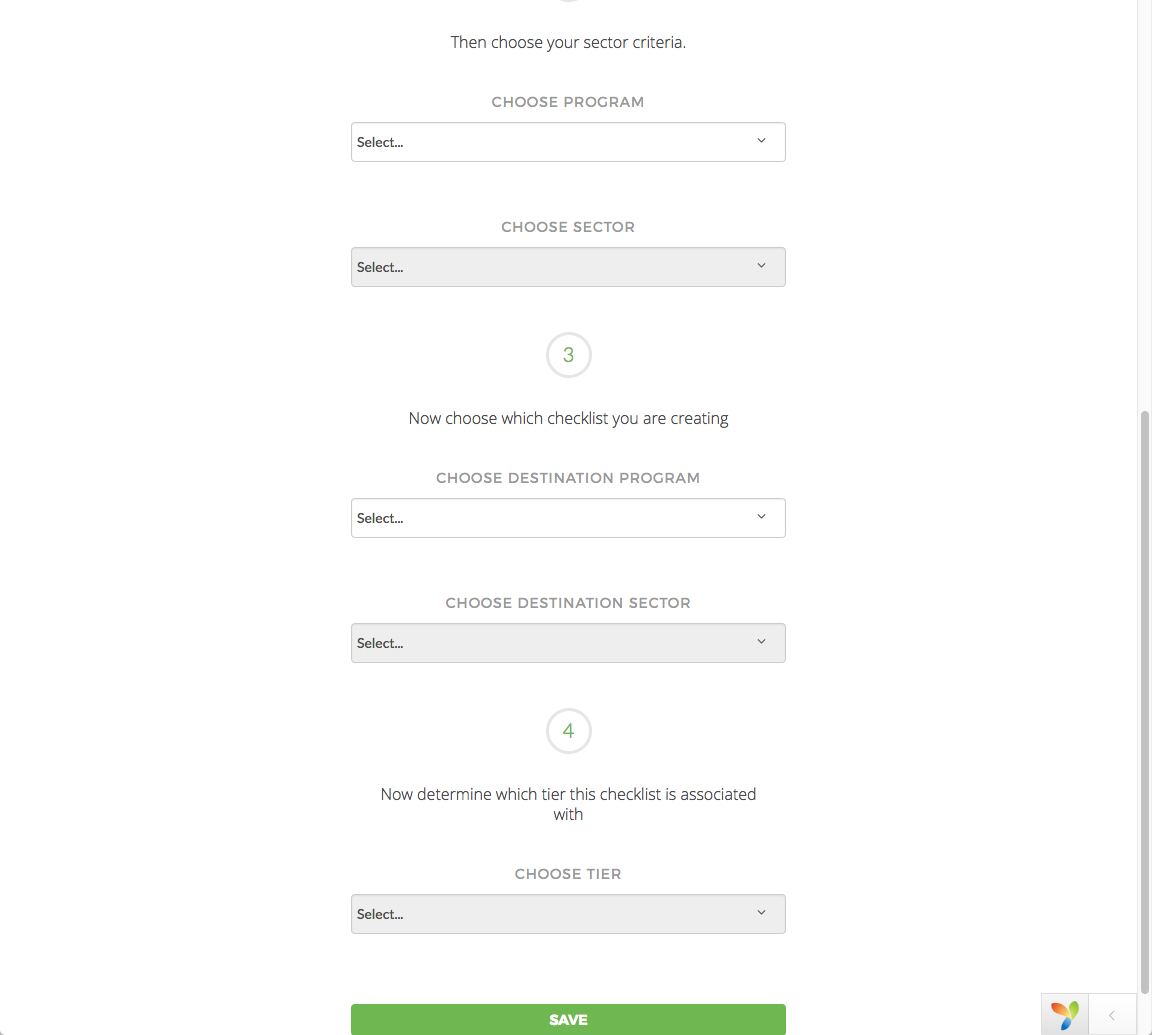 Then choose your sector criteria.
CHOOSE PROGRAM
Select...
CHOOSE SECTOR
Select...
3
Now choose which checklist you are creating
CHOOSE DESTINATION PROGRAM
Select...
CHOOSE DESTINATION SECTOR
Select...
4
Now determine which tier this checklist is associated
with
CHOOSE TIER
Select...
SAVE